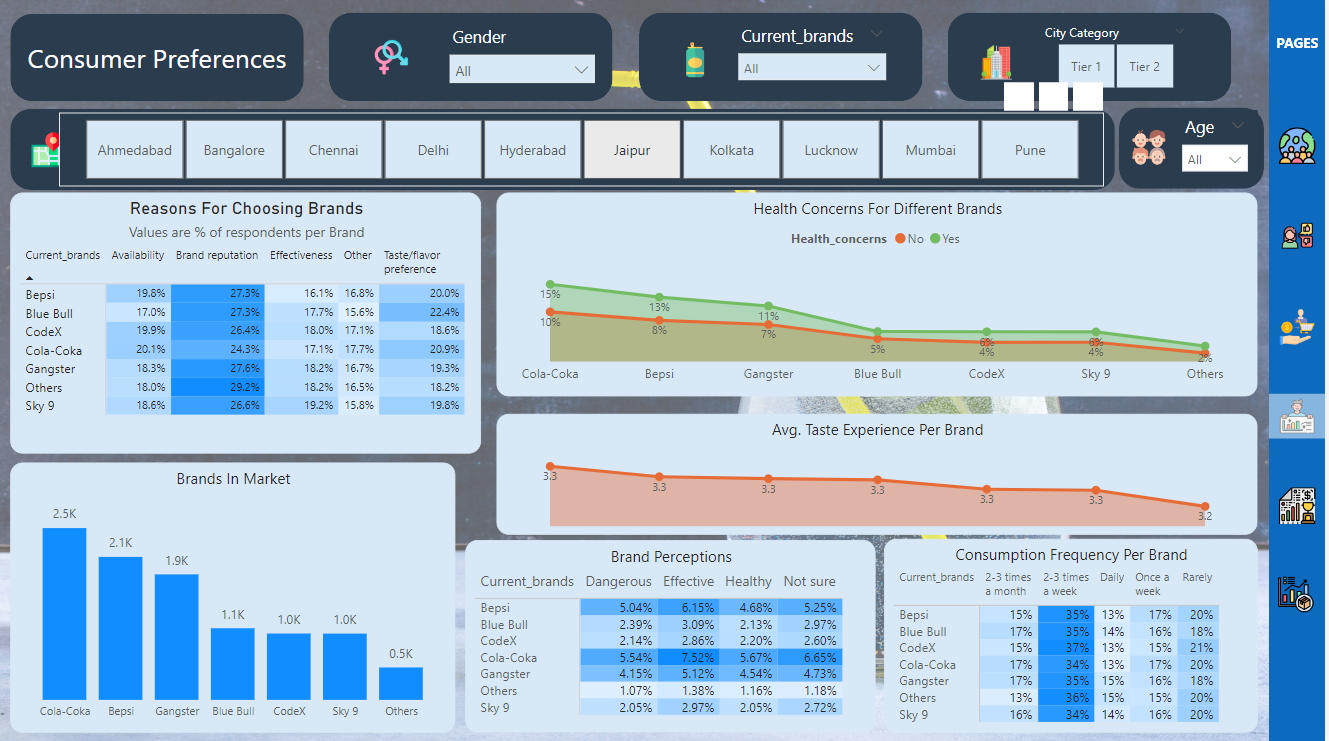 Consumer Preferences
Gender
All
Current_brands
All
City Category
Tier 1
Tier 2
PAGES
Ahmedabad
Bangalore
Chennai
Delhi
Hyderabad
Jaipur
Kolkata
Lucknow
Mumbai
Pune
Age
All
Reasons For Choosing Brands
Values are % of respondents per Brand
Current_brands Availability Brand reputation Effectiveness Other Taste/flavor
preference
Bepsi 19.8% 27.3% 16.1% 16.8% 20.0%
Blue Bull 17.0% 27.3% 17.7% 15.6% 22.4%
CodeX 19.9% 26.4% 18.0% 17.1% 18.6%
Cola-Coka 20.1% 24.3% 17.1% 17.7% 20.9%
Gangster 18.3% 27.6% 18.2% 16.7% 19.3%
Others 18.0% 29.2% 18.2% 16.5% 18.2%
Sky 9 18.6% 26.6% 19.2% 15.8% 19.8%
Health Concerns For Different Brands
Health_concerns No Yes
15% 13% 11% 6% 6%
10% 8% 7% 5% 4% 4% 2%
Cola-Coka Bepsi Gangster Blue Bull CodeX Sky 9 Others
Avg. Taste Experience Per Brand
3.3 3.3 3.3 3.3 3.3 3.3 3.2
Brands In Market
2.5K 2.1K 1.9K 1.1K 1.0K 1.0K 0.5K
Cola-Coka Bepsi Gangster Blue Bull CodeX Sky 9 Others
Brand Perceptions
Current_brands Dangerous Effective Healthy Not sure
Bepsi 5.04% 6.15% 4.68% 5.25%
Blue Bull 2.39% 3.09% 2.13% 2.97%
CodeX 2.14% 2.86% 2.20% 2.60%
Cola-Coka 5.54% 7.52% 5.67% 6.65%
Gangster 4.15% 5.12% 4.54% 4.73%
Others 1.07% 1.38% 1.16% 1.18%
Sky 9 2.05% 2.97% 2.05% 2.72%
Consumption Frequency Per Brand
Current_brands 2-3 times 2-3 times Daily Once a Rarely
a month a week week
Bepsi 15% 35% 13% 17% 20%
Blue Bull 17% 35% 14% 16% 18%
CodeX 15% 37% 13% 15% 21%
Cola-Coka 17% 34% 13% 17% 20%
Gangster 17% 35% 15% 16% 18%
Others 13% 36% 15% 15% 20%
Sky 9 16% 34% 14% 16% 20%